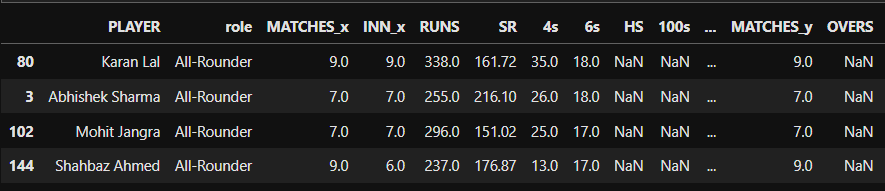 PLAYER role MATCHES_x INN_x RUNS SR 4s 6s HS 100s ... MATCHES_y OVERS
80 Karan Lal All-Rounder 9.0 9.0 338.0 161.72 35.0 18.0 NaN NaN ... 9.0 NaN
3 Abhishek Sharma All-Rounder 7.0 7.0 255.0 216.10 26.0 18.0 NaN NaN ... 7.0 NaN
102 Mohit Jangra All-Rounder 7.0 7.0 296.0 151.02 25.0 17.0 NaN NaN ... 7.0 NaN
144 Shahbaz Ahmed All-Rounder 9.0 6.0 237.0 176.87 13.0 17.0 NaN NaN ... 9.0 NaN